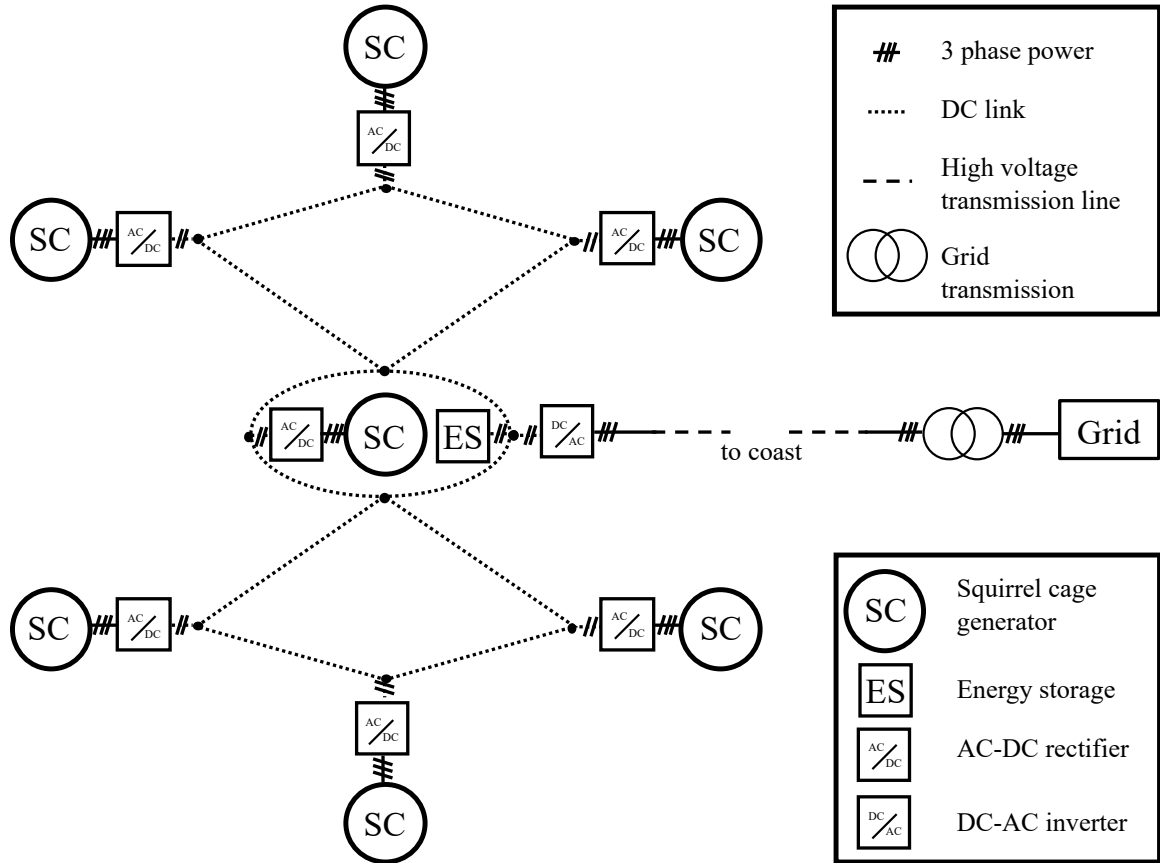 SC
AC/DC
3 phase power
DC link
High voltage
transmission line
Grid
transmission
SC
AC/DC
AC/DC
SC
AC/DC
SC
ES
DC/AC
to coast
Grid
SC
AC/DC
AC/DC
SC
AC/DC
SC
SC
Squirrel cage
generator
ES
Energy storage
AC/DC
AC-DC rectifier
DC/AC
DC-AC inverter